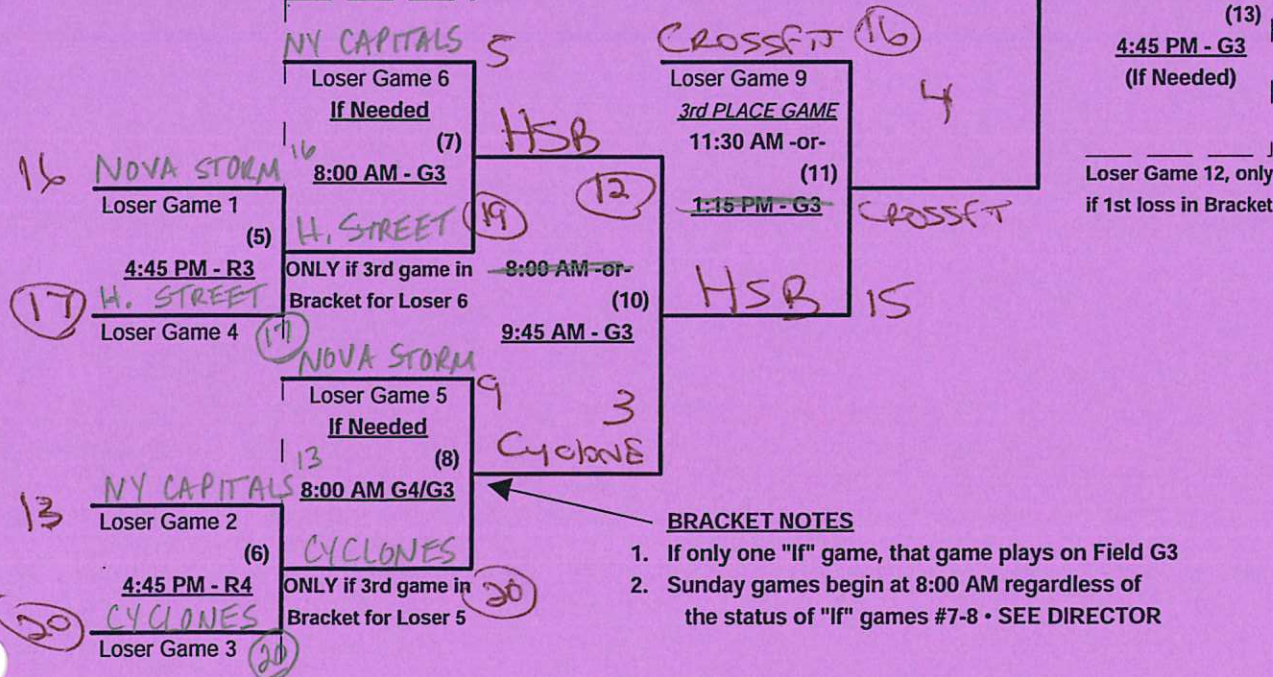 NY CAPITALS 5
Loser Game 6
If Needed
(7)
16
8:00 AM - G3
16 NOVA STORM
Loser Game 1
(5)
4:45 PM - R3
17 H. STREET
Loser Game 4
17
H. STREET 19
ONLY if 3rd game in
Bracket for Loser 6
HSB
12
8:00 AM -or-
(10)
9:45 AM - G3
NOVA STORM
9
Loser Game 5
If Needed
13
(8)
8:00 AM G4/G3
13 NY CAPITALS
Loser Game 2
(6)
4:45 PM - R4
20 CYCLONES
Loser Game 3
20
CYCLONES
20
ONLY if 3rd game in
Bracket for Loser 5
3
CyclONE
CROSSFIT 16
Loser Game 9
3rd PLACE GAME
11:30 AM -or-
(11)
1:15 PM - G3
HSB 15
4
CROSSFT
(13)
4:45 PM - G3
(If Needed)
Loser Game 12, only
if 1st loss in Bracket
BRACKET NOTES
1. If only one "If" game, that game plays on Field G3
2. Sunday games begin at 8:00 AM regardless of
the status of "If" games #7-8 • SEE DIRECTOR